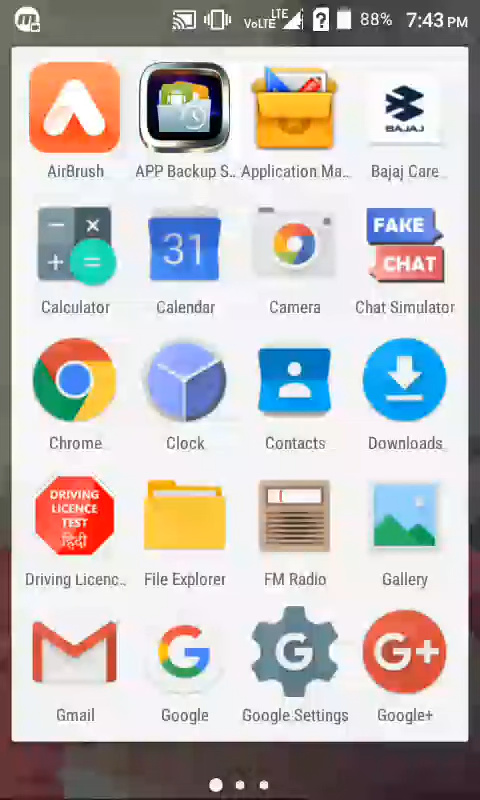 VoLTE LTE 88% 7:43 PM
BAJAJ
AirBrush APP Backup S.. Application Ma.. Bajaj Care
31
FAKE
CHAT
Calculator Calendar Camera Chat Simulator
Chrome Clock Contacts Downloads
DRIVING
LICENCE
TEST
हिंदी
Driving Licenc.. File Explorer FM Radio Gallery
G G G+
Gmail Google Google Settings Google+